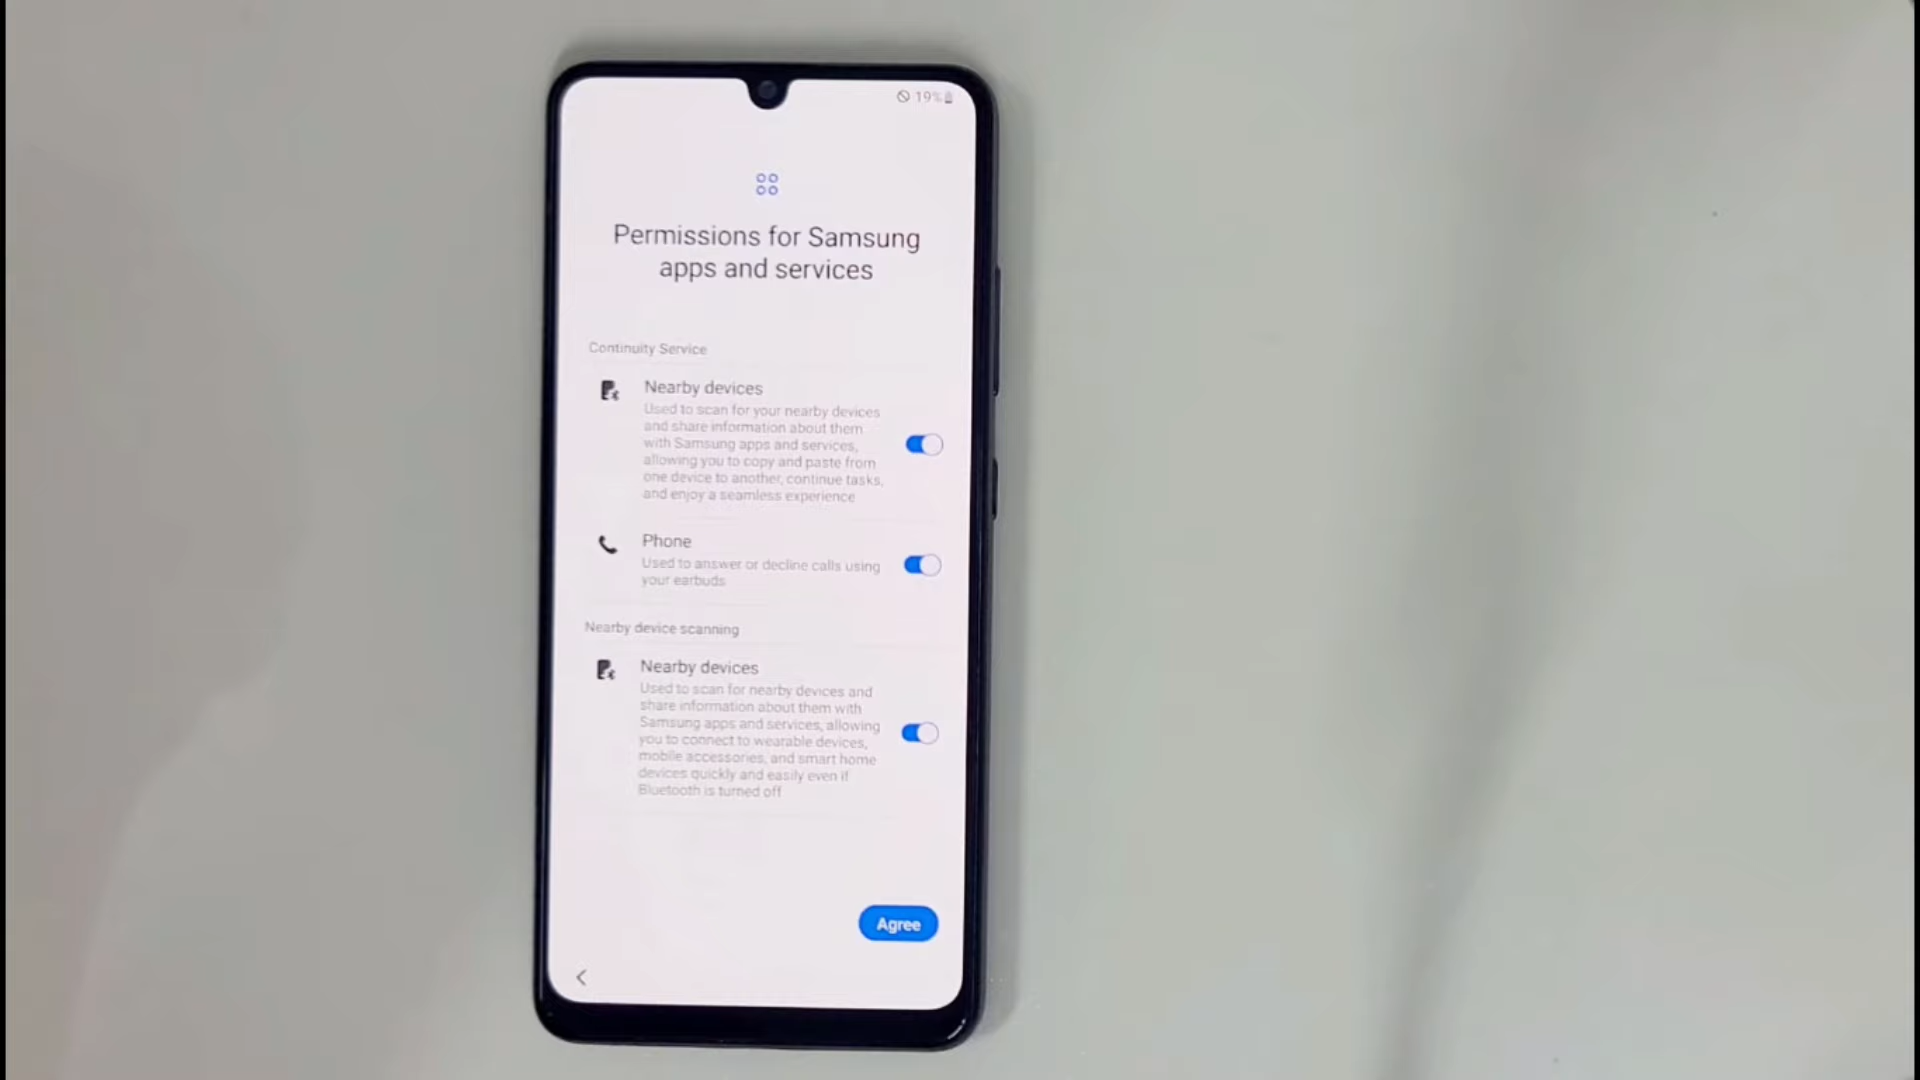 19%
Permissions for Samsung
apps and services
Continuity Service
Nearby devices
Used to scan for your nearby devices
and share information about them
with Samsung apps and services,
allowing you to copy and paste from
one device to another, continue tasks,
and enjoy a seamless experience
Phone
Used to answer or decline calls using
your earbuds
Nearby device scanning
Nearby devices
Used to scan for nearby devices and
share information about them with
Samsung apps and services, allowing
you to connect to wearable devices,
mobile accessories, and smart home
devices quickly and easily even if
Bluetooth is turned off
Agree